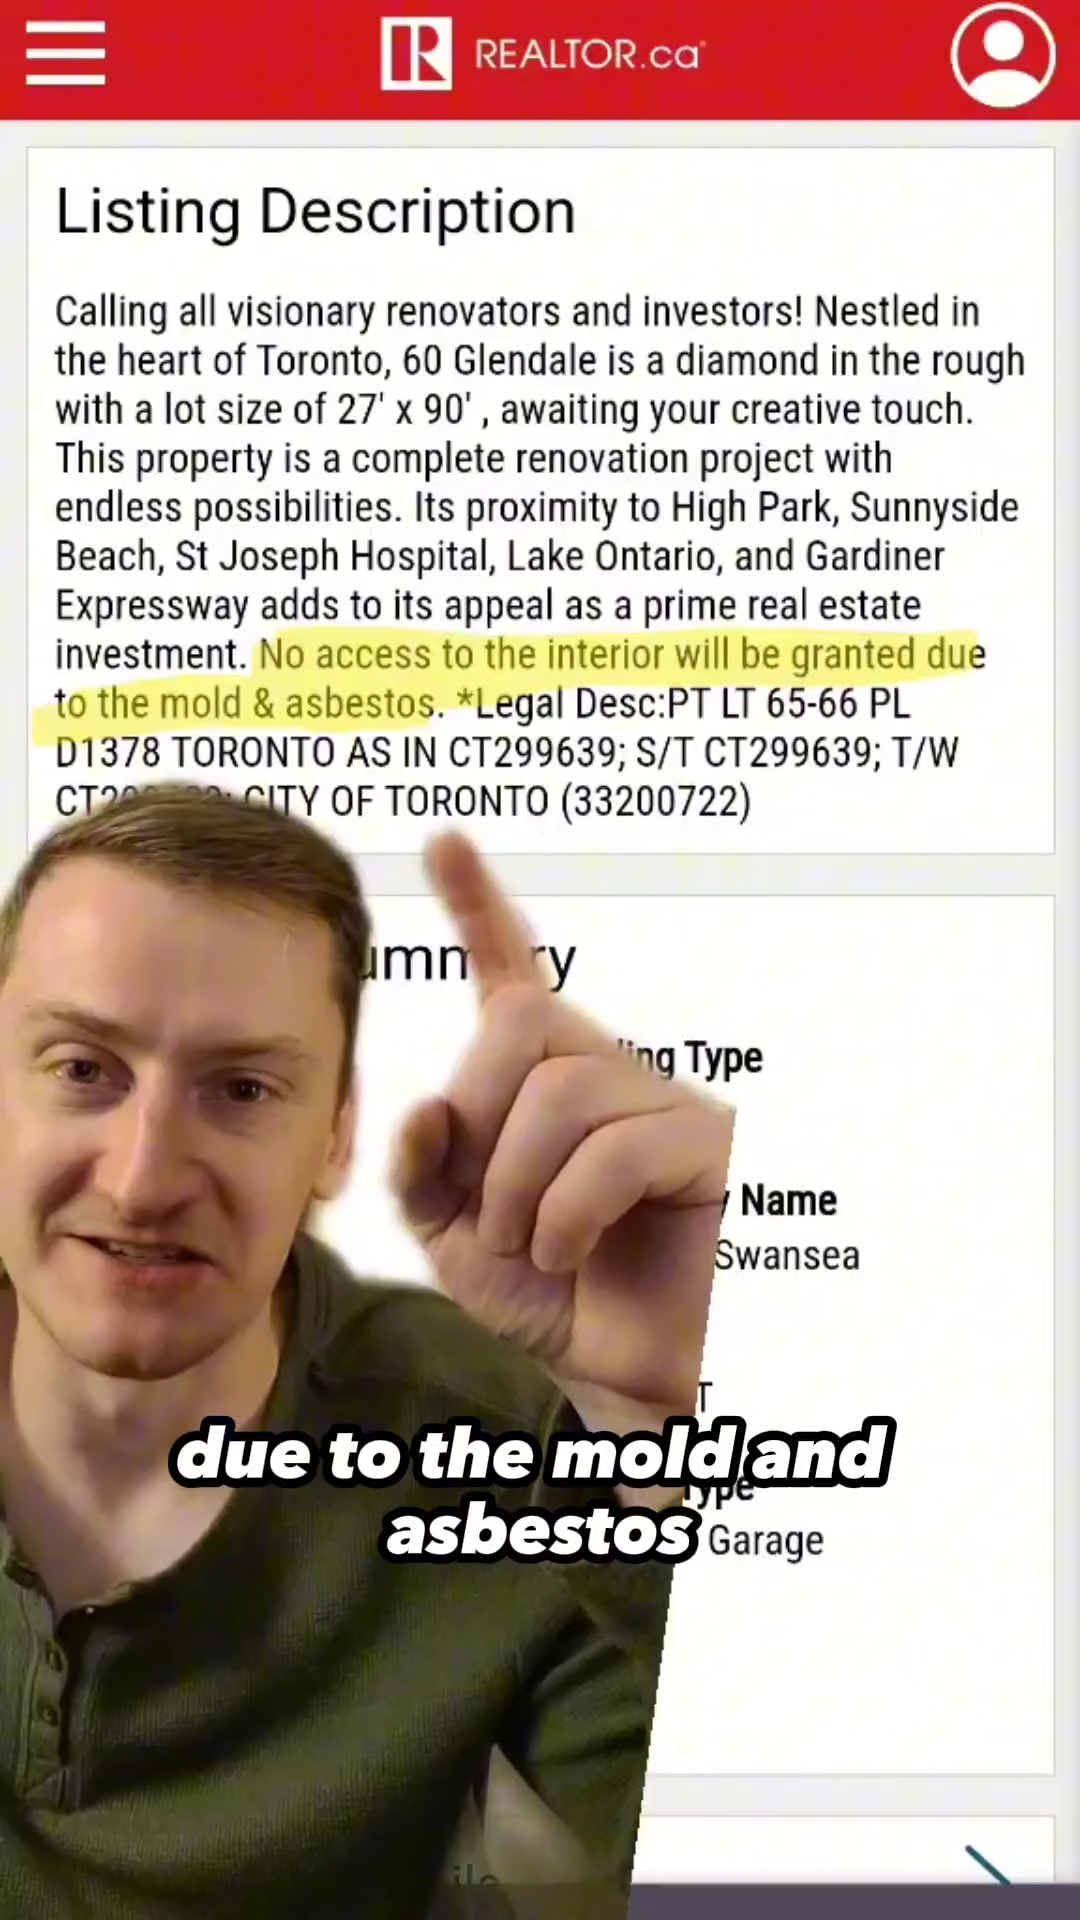 REALTOR.ca
Listing Description
Calling all visionary renovators and investors! Nestled in
the heart of Toronto, 60 Glendale is a diamond in the rough
with a lot size of 27' x 90' , awaiting your creative touch.
This property is a complete renovation project with
endless possibilities. Its proximity to High Park, Sunnyside
Beach, St Joseph Hospital, Lake Ontario, and Gardiner
Expressway adds to its appeal as a prime real estate
investment. No access to the interior will be granted due
to the mold & asbestos. *Legal Desc:PT LT 65-66 PL
D1378 TORONTO AS IN CT299639; S/T CT299639; T/W
CITY OF TORONTO (33200722)
Type
Name
Swansea
due to the mold and
Type
asbestos
Garage